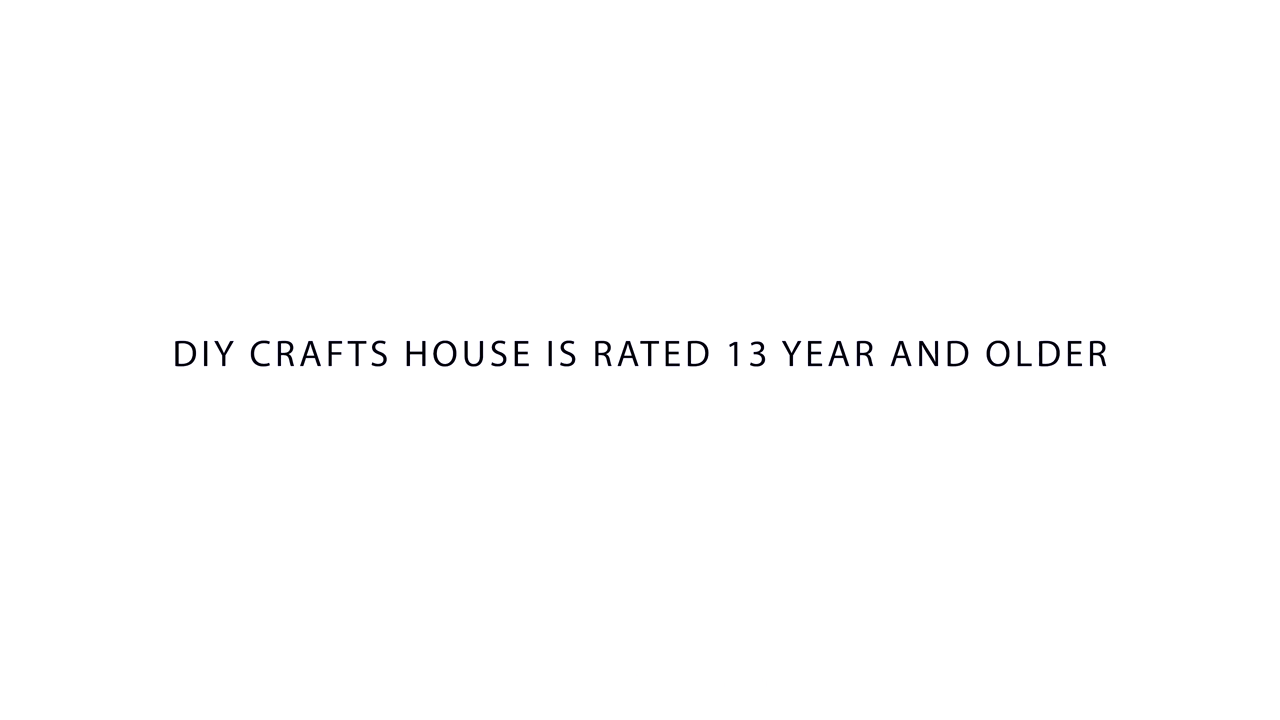 DIY CRAFTS HOUSE IS RATED 13 YEAR AND OLDER